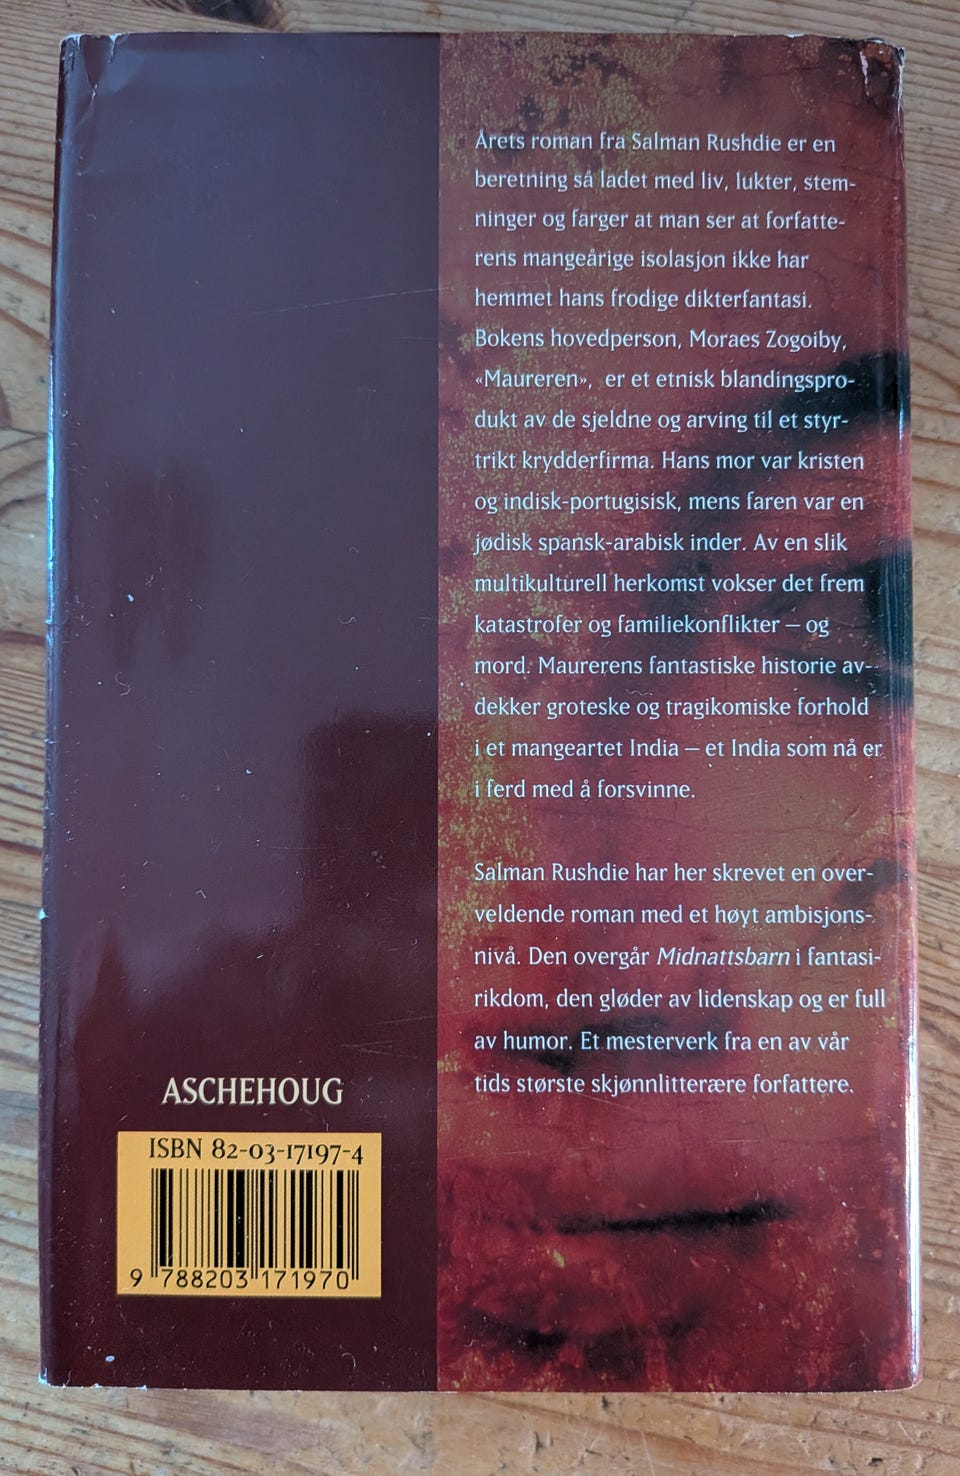 Årets roman fra Salman Rushdie er en
beretning så ladet med liv, lukter, stem-
ninger og farger at man ser at forfatte-
rens mangeårige isolasjon ikke har
hemmet hans frodige dikterfantasi.
Bokens hovedperson, Moraes Zogoiby,
«Maureren», er et etnisk blandingspro-
dukt av de sjeldne og arving til et styr-
trikt krydderfirma. Hans mor var kristen
og indisk-portugisisk, mens faren var en
jødisk spansk-arabisk inder. Av en slik
multikulturell herkomst vokser det frem
katastrofer og familiekonflikter – og
mord. Maurerens fantastiske historie av-
dekker groteske og tragikomiske forhold
i et mangeartet India – et India som nå er
i ferd med å forsvinne.
Salman Rushdie har her skrevet en over-
veldende roman med et høyt ambisjons-
nivå. Den overgår Midnattsbarn i fantasi-
rikdom, den gløder av lidenskap og er full
av humor. Et mesterverk fra en av vår
tids største skjønnlitterære forfattere.
ASCHEHOUG
ISBN 82-03-17197-4
9 788203 171970